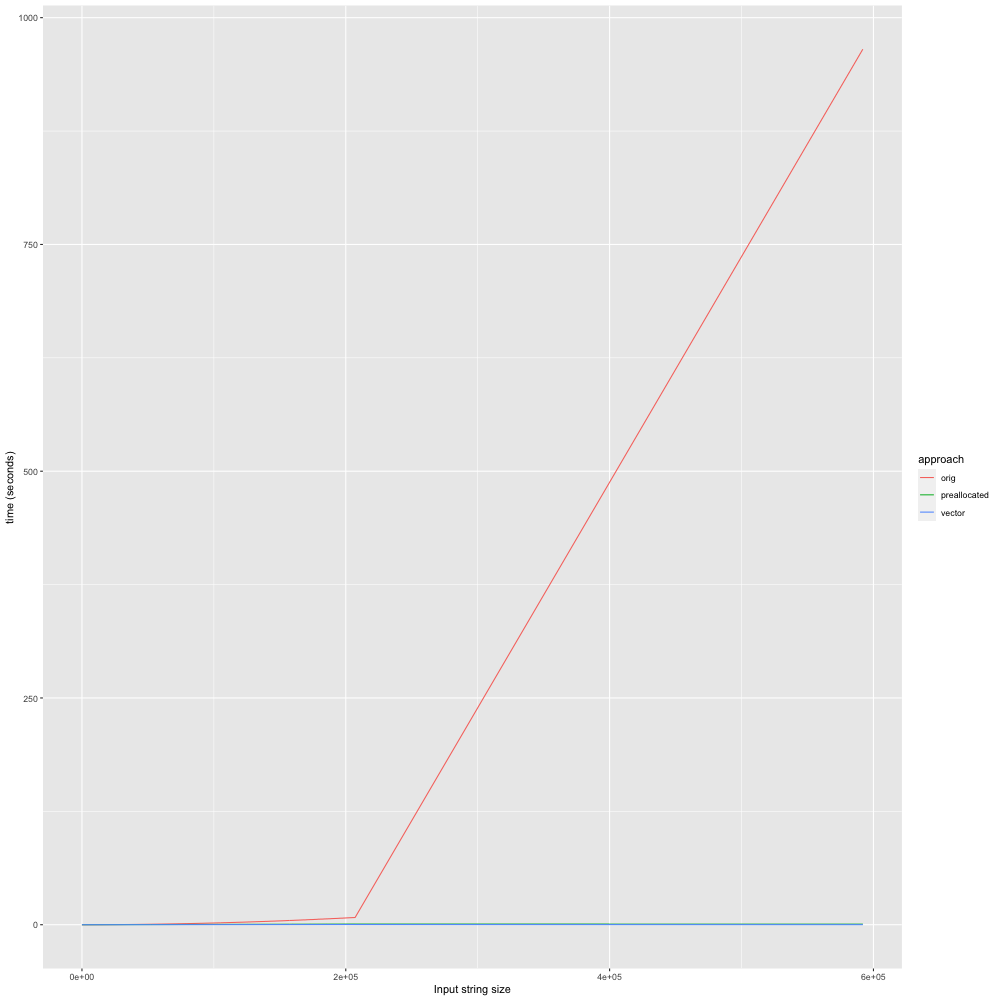 1000
750
500
250
0
time (seconds)
0e+00 2e+05 4e+05 6e+05
Input string size
approach
orig
preallocated
vector